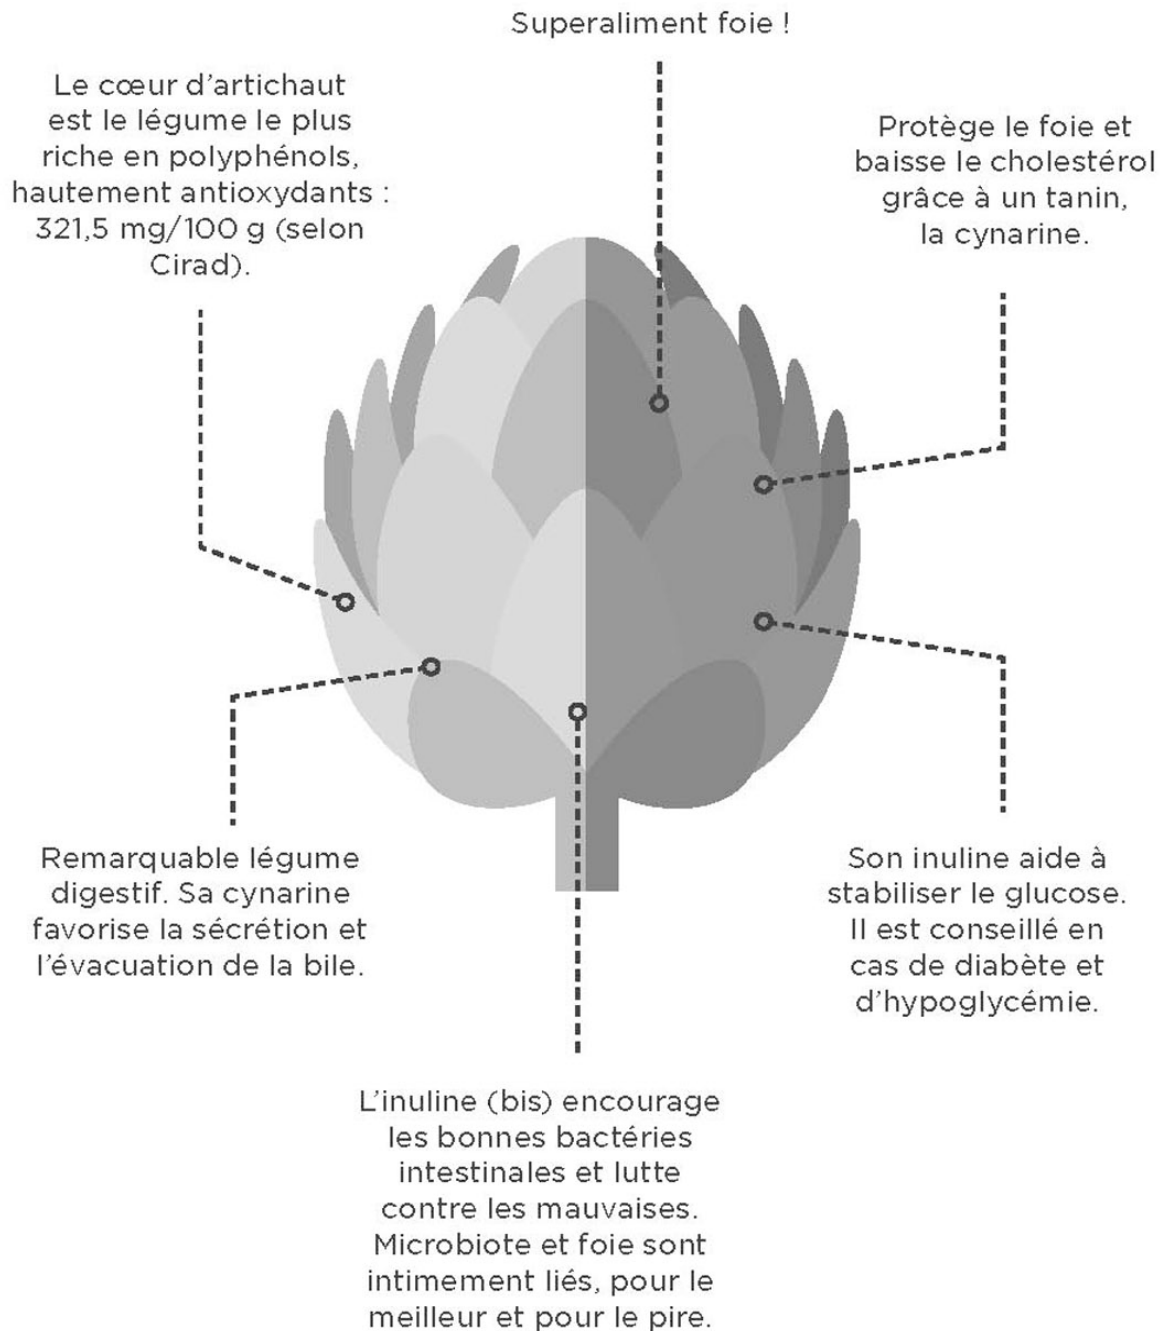 Superaliment foie !
Le cœur d'artichaut
est le légume le plus
riche en polyphénols,
hautement antioxydants :
321,5 mg/100 g (selon
Cirad).
Protège le foie et
baisse le cholestérol
grâce à un tanin,
la cynarine.
Remarquable légume
digestif. Sa cynarine
favorise la sécrétion et
l'évacuation de la bile.
Son inuline aide à
stabiliser le glucose.
Il est conseillé en
cas de diabète et
d'hypoglycémie.
L'inuline (bis) encourage
les bonnes bactéries
intestinales et lutte
contre les mauvaises.
Microbiote et foie sont
intimement liés, pour le
meilleur et pour le pire.